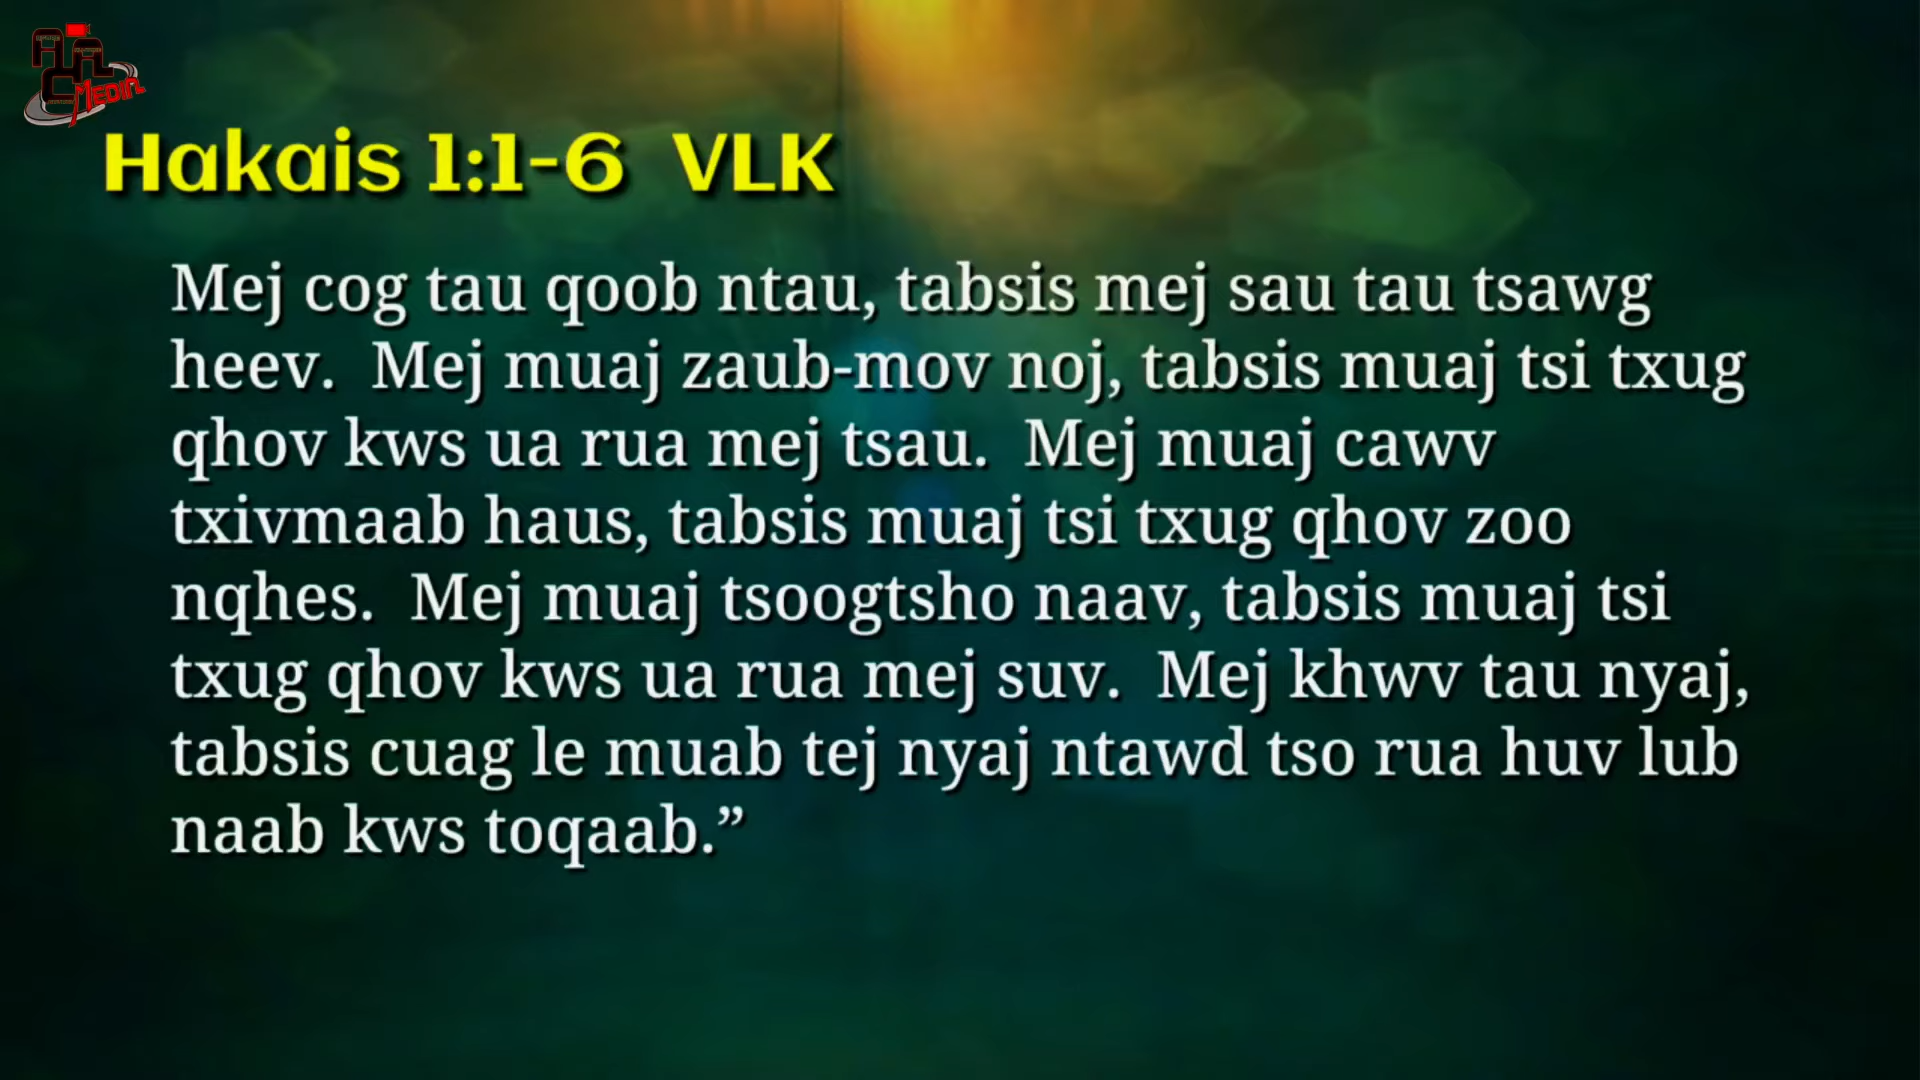 Media
Hakais 1:1-6 VLK
Mej cog tau qoob ntau, tabsis mej sau tau tsawg
heev. Mej muaj zaub-mov noj, tabsis muaj tsi txug
qhov kws ua rua mej tsau. Mej muaj cawv
txivmaab haus, tabsis muaj tsi txug qhov zoo
nqhes. Mej muaj tsoogtsho naav, tabsis muaj tsi
txug qhov kws ua rua mej suv. Mej khwv tau nyaj,
tabsis cuag le muab tej nyaj ntawd tso rua huv lub
naab kws toqaab.”